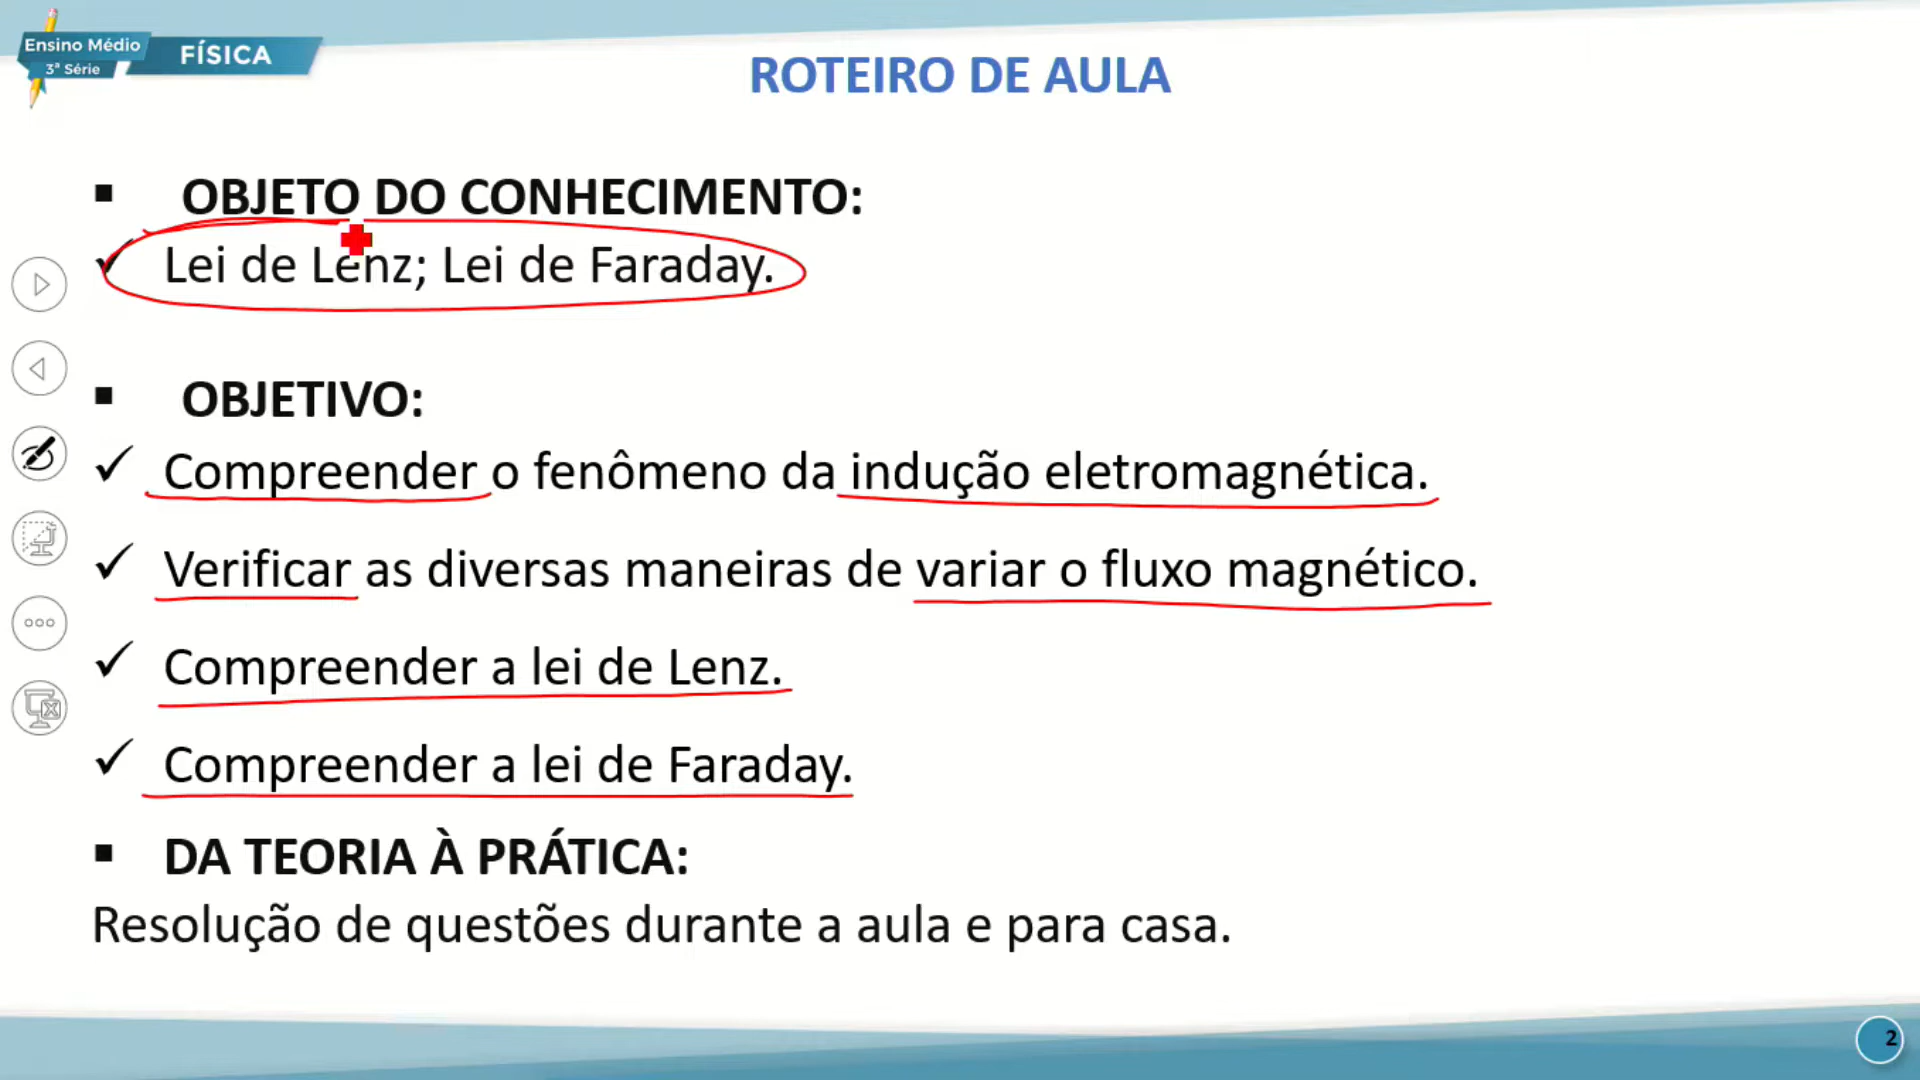 Ensino Médio
3ª Série
FÍSICA
ROTEIRO DE AULA
OBJETO DO CONHECIMENTO:
Lei de Lenz; Lei de Faraday.
OBJETIVO:
Compreender o fenômeno da indução eletromagnética.
Verificar as diversas maneiras de variar o fluxo magnético.
Compreender a lei de Lenz.
Compreender a lei de Faraday.
DA TEORIA À PRÁTICA:
Resolução de questões durante a aula e para casa.
2